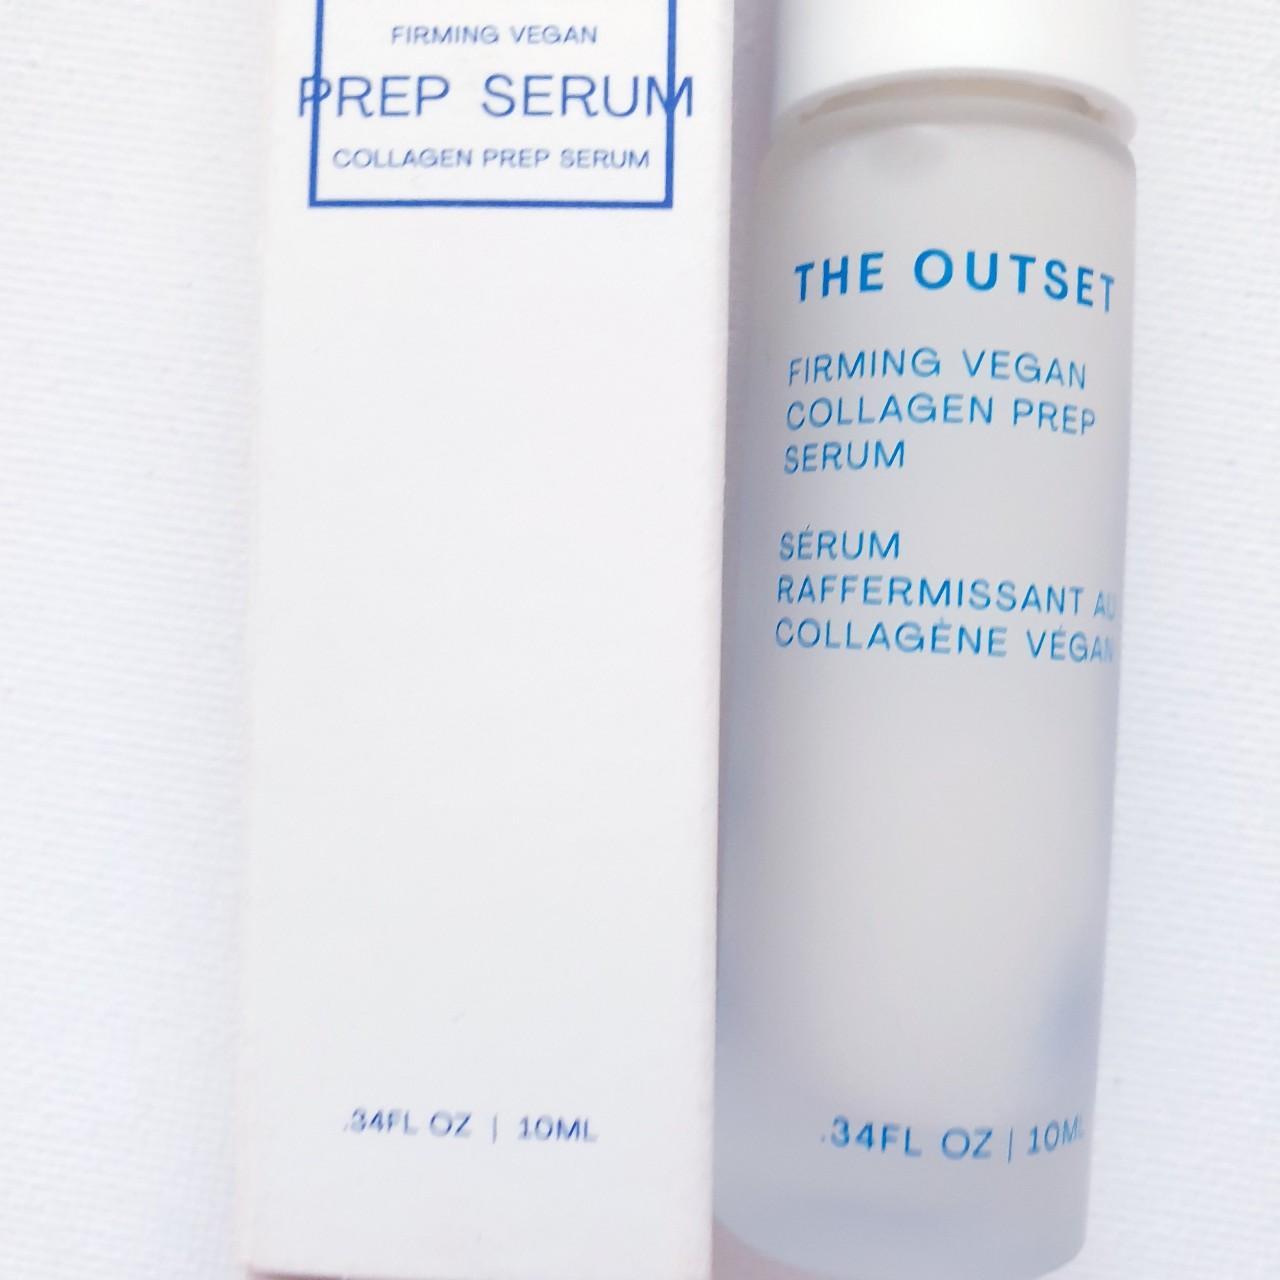 FIRMING VEGAN
PREP SERUM
COLLAGEN PREP SERUM
.34FL OZ | 10ML
THE OUTSET
FIRMING VEGAN
COLLAGEN PREP
SERUM
SÉRUM
RAFFERMISSANT AU
COLLAGÈNE VÉGAN
.34FL OZ | 10ML